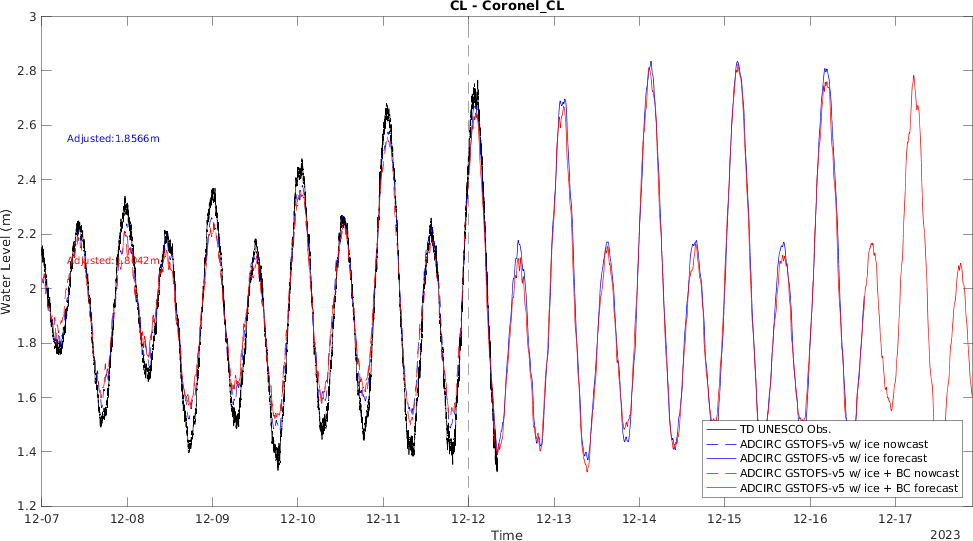 CL - Coronel_CL
3
2.8
2.6
2.4
2.2
2
1.8
1.6
1.4
1.2
Water Level (m)
Adjusted:1.8566m
Adjusted:1.8042m
TD UNESCO Obs.
ADCIRC GSTOFS-v5 w/ ice nowcast
ADCIRC GSTOFS-v5 w/ ice forecast
ADCIRC GSTOFS-v5 w/ ice + BC nowcast
ADCIRC GSTOFS-v5 w/ ice + BC forecast
12-07 12-08 12-09 12-10 12-11 12-12 12-13 12-14 12-15 12-16 12-17
Time
2023